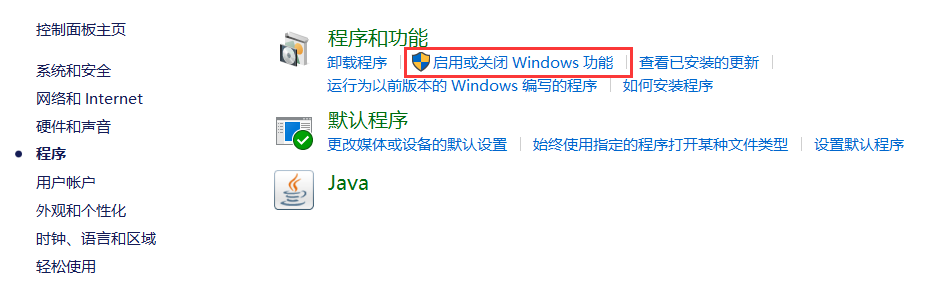 控制面板主页
系统和安全
网络和 Internet
硬件和声音
程序
用户帐户
外观和个性化
时钟、语言和区域
轻松使用
程序和功能
卸载程序 启用或关闭 Windows 功能 查看已安装的更新
运行为以前版本的 Windows 编写的程序 如何安装程序
默认程序
更改媒体或设备的默认设置 始终使用指定的程序打开某种文件类型 设置默认程序
Java